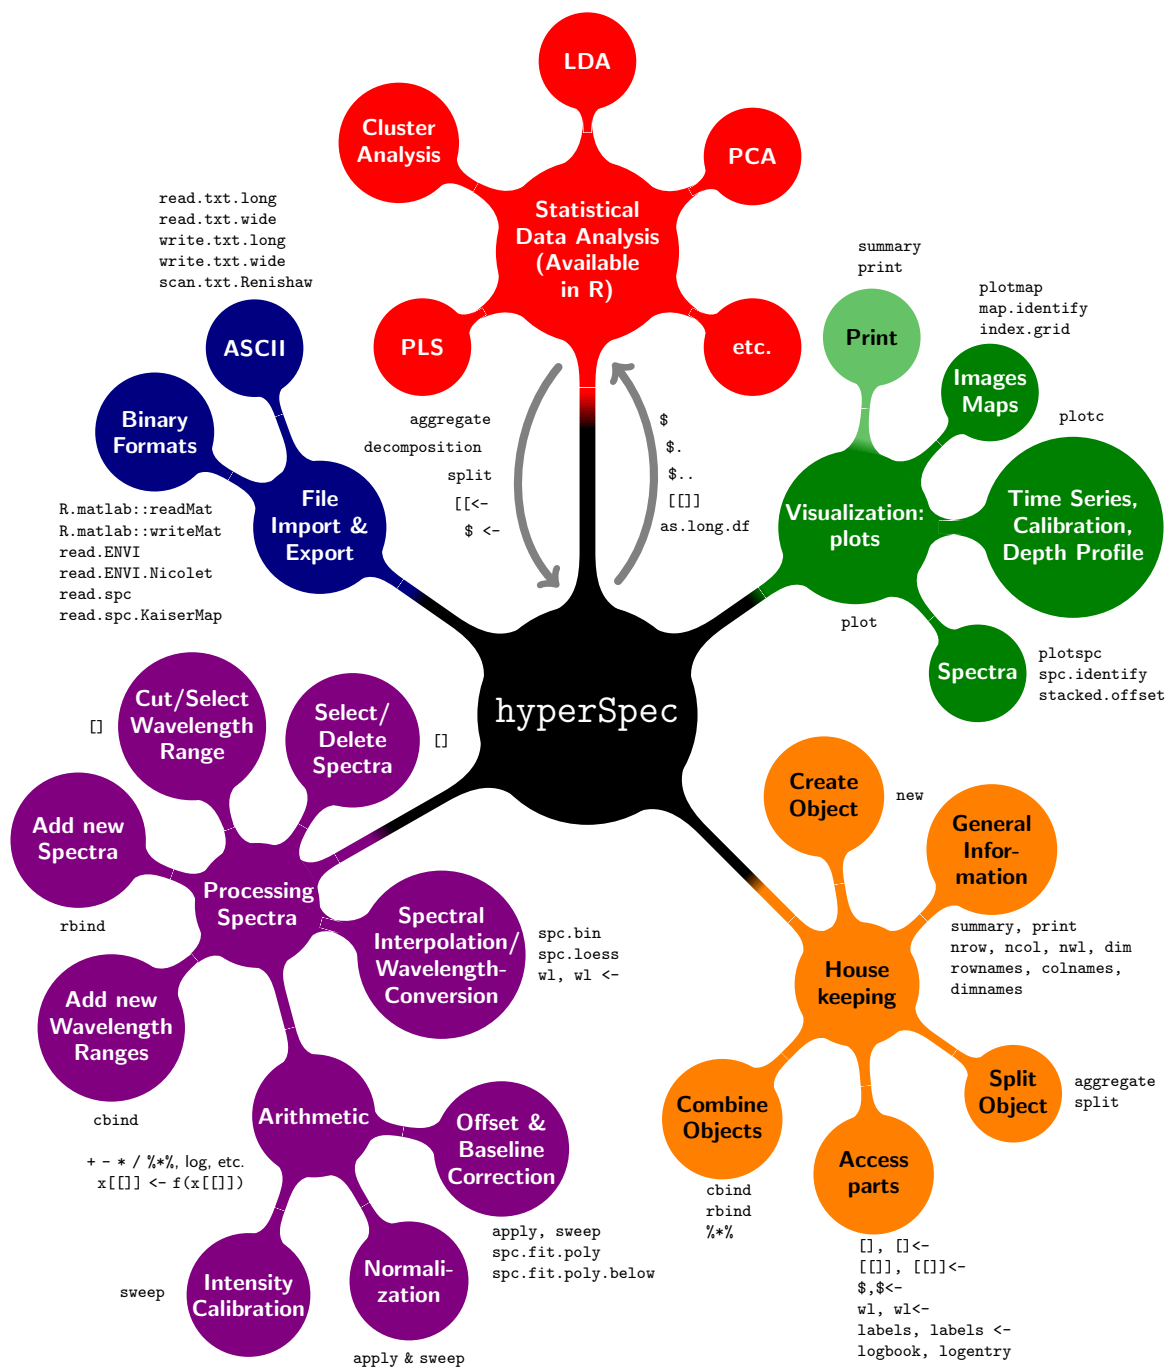 LDA
Cluster
Analysis
PCA
Statistical
Data Analysis
(Available
in R)
PLS
etc.
read.txt.long
read.txt.wide
write.txt.long
write.txt.wide
scan.txt.Renishaw
ASCII
Binary
Formats
File
Import &
Export
R.matlab::readMat
R.matlab::writeMat
read.ENVI
read.ENVI.Nicolet
read.spc
read.spc.KaiserMap
aggregate
decomposition
split
[[<-
$ <-
$
$.
$..
[[]]
as.long.df
summary
print
Print
plotmap
map.identify
index.grid
Images
Maps
plotc
Time Series,
Calibration,
Depth Profile
Visualization:
plots
plot
Spectra
plotspc
spc.identify
stacked.offset
hyperSpec
Cut/Select
Wavelength
Range
[]
Select/
Delete
Spectra
[]
Add new
Spectra
rbind
Processing
Spectra
Spectral
Interpolation/
Wavelength-
Conversion
spc.bin
spc.loess
wl, wl <-
Add new
Wavelength
Ranges
cbind
Arithmetic
+ - * / %*%, log, etc.
x[[]] <- f(x[[]])
Offset &
Baseline
Correction
apply, sweep
spc.fit.poly
spc.fit.poly.below
sweep
Intensity
Calibration
Normali-
zation
apply & sweep
Create
Object
new
General
Infor-
mation
summary, print
nrow, ncol, nwl, dim
rownames, colnames,
dimnames
House
keeping
Split
Object
aggregate
split
Combine
Objects
cbind
rbind
%*%
Access
parts
[], []<-
[[]], [[]]<-
$,$<-
wl, wl<-
labels, labels <-
logbook, logentry